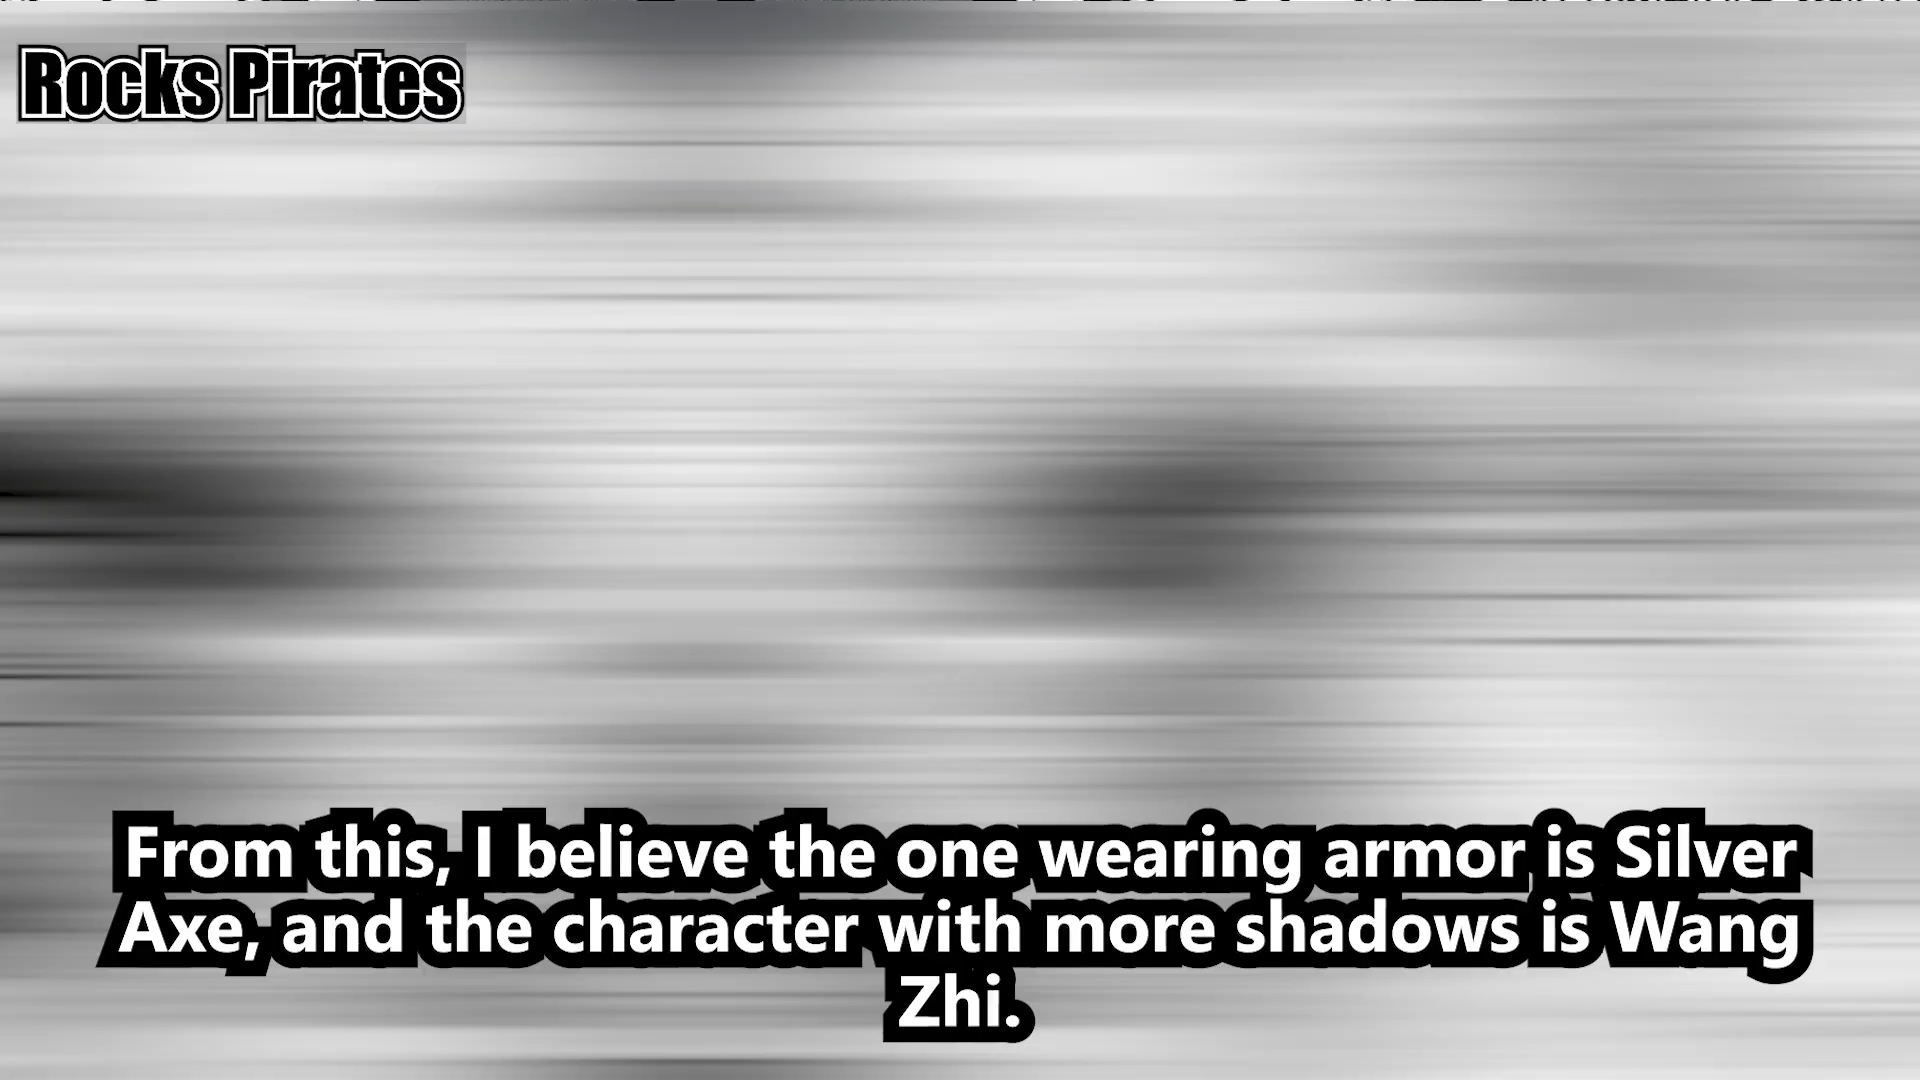 Rocks Pirates
From this, I believe the one wearing armor is Silver
Axe, and the character with more shadows is Wang
Zhi.